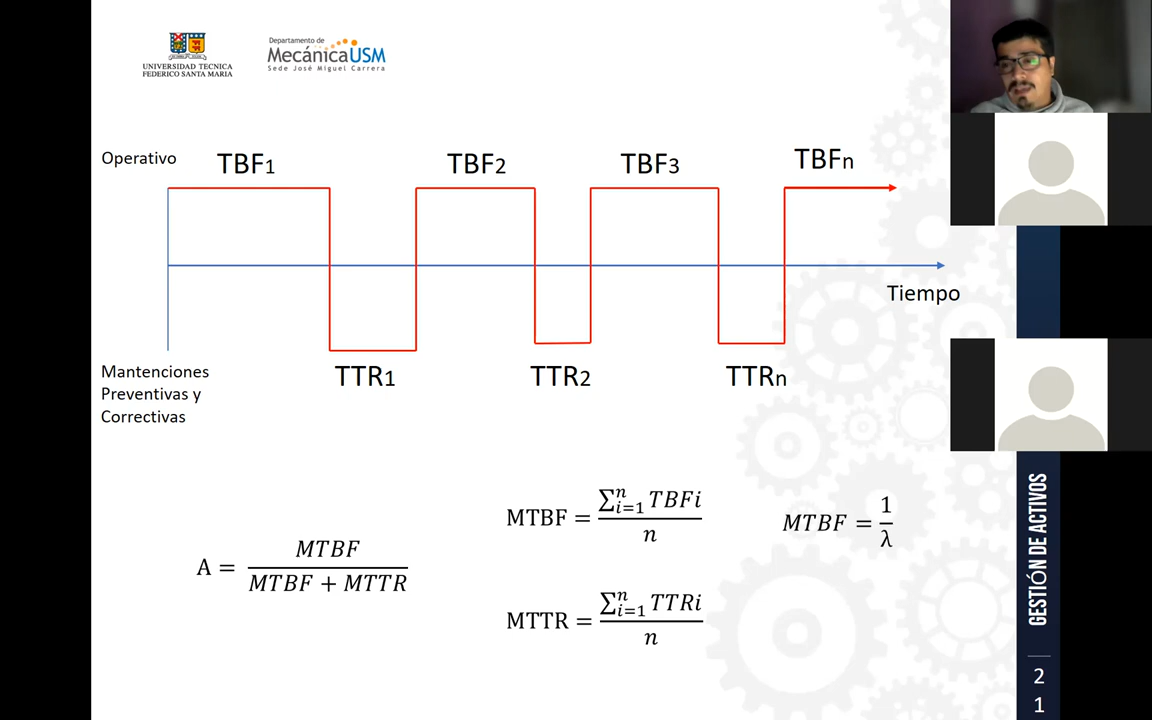 UNIVERSIDAD TECNICA
FEDERICO SANTA MARIA
Departamento de
MecánicaUSM
Sede José Miguel Carrera
Operativo
TBF1
TBF2
TBF3
TBFn
Tiempo
Mantenciones
Preventivas y
Correctivas
TTR1
TTR2
TTRn
A = MTBF / (MTBF + MTTR)
MTBF = ∑ⁿᵢ₌₁ TBFi / n
MTBF = 1 / λ
MTTR = ∑ⁿᵢ₌₁ TTRi / n
GESTIÓN DE ACTIVOS
2
1